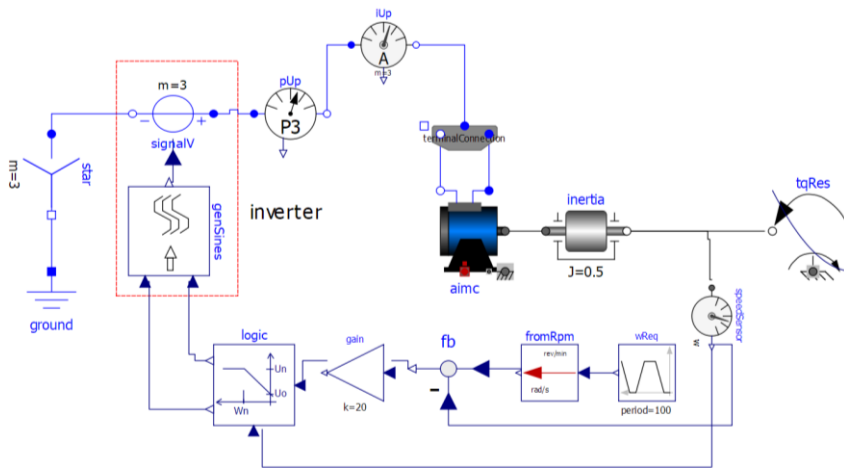 iUp
A
m=3
pUp
P3
m=3
- +
signalV
terminalConnection
star
m=3
genSines
inverter
inertia
J=0.5
tqRes
aimc
ground
speedSensor
w
logic
Un
Uo
Wn
gain
k=20
fb
-
fromRpm
rev/min
rad/s
wReq
period=100